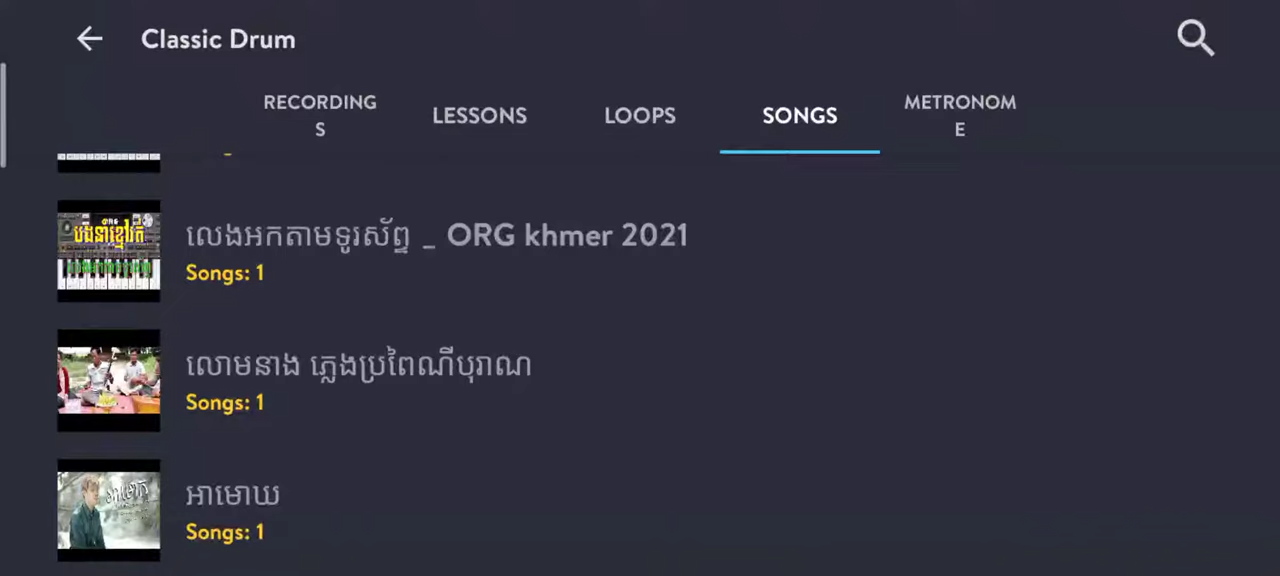 Classic Drum
RECORDING
S
LESSONS
LOOPS
SONGS
METRONOM
E
លេងអកតាមទូរស័ព្ទ _ ORG khmer 2021
Songs: 1
លោមនាង ភ្លេងប្រពៃណីបុរាណ
Songs: 1
អាមោឃ
Songs: 1